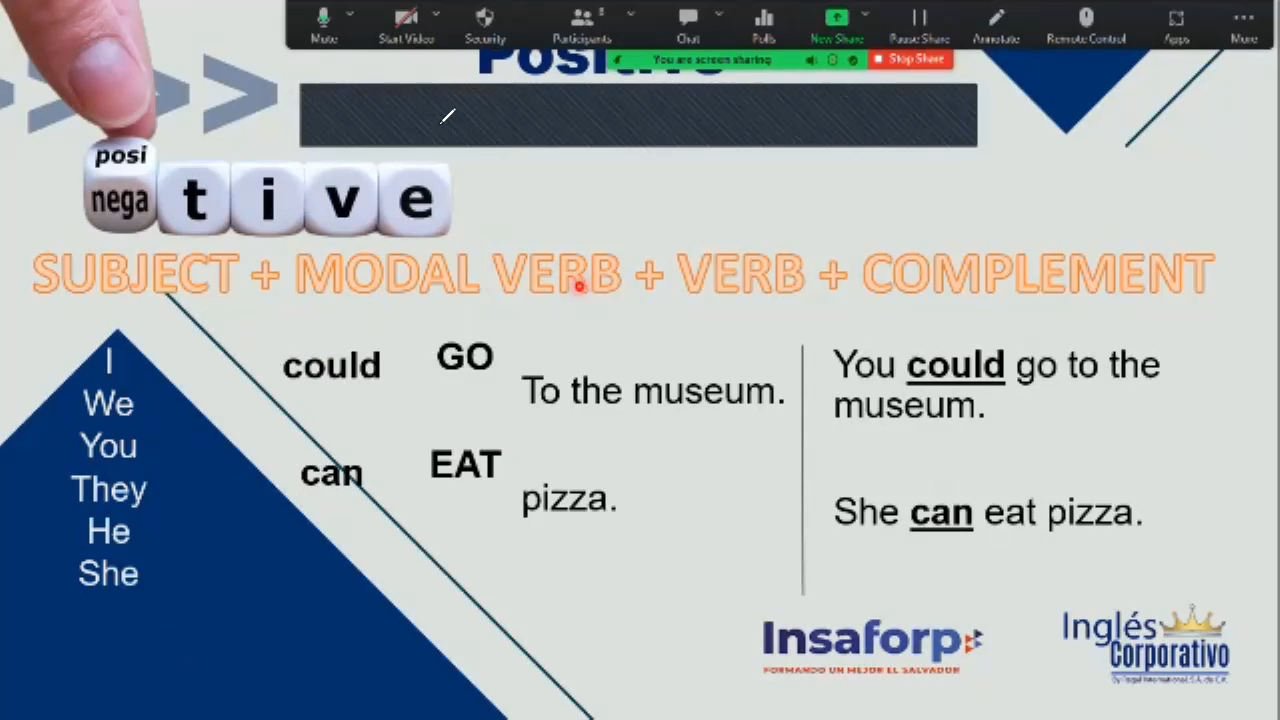 Mute Start Video Security Participants 8 Chat Polls New Share Pause Share Annotate Remote Control Apps More
Positive
You are screen sharing Stop Share
posi
nega t i v e
SUBJECT + MODAL VERB + VERB + COMPLEMENT
I
We
You
They
He
She
could GO
To the museum.
can EAT
pizza.
You could go to the
museum.
She can eat pizza.
Insaforp
FORMANDO UN MEJOR EL SALVADOR
Inglés
Corporativo